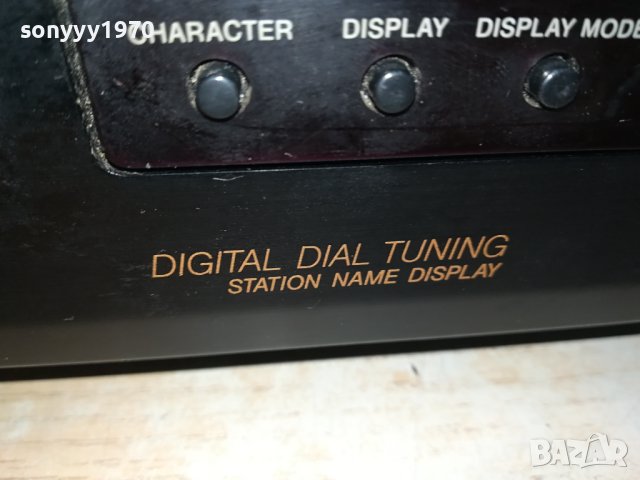 sonyyy1970
CHARACTER DISPLAY DISPLAY MODE
DIGITAL DIAL TUNING
STATION NAME DISPLAY
BAZAR